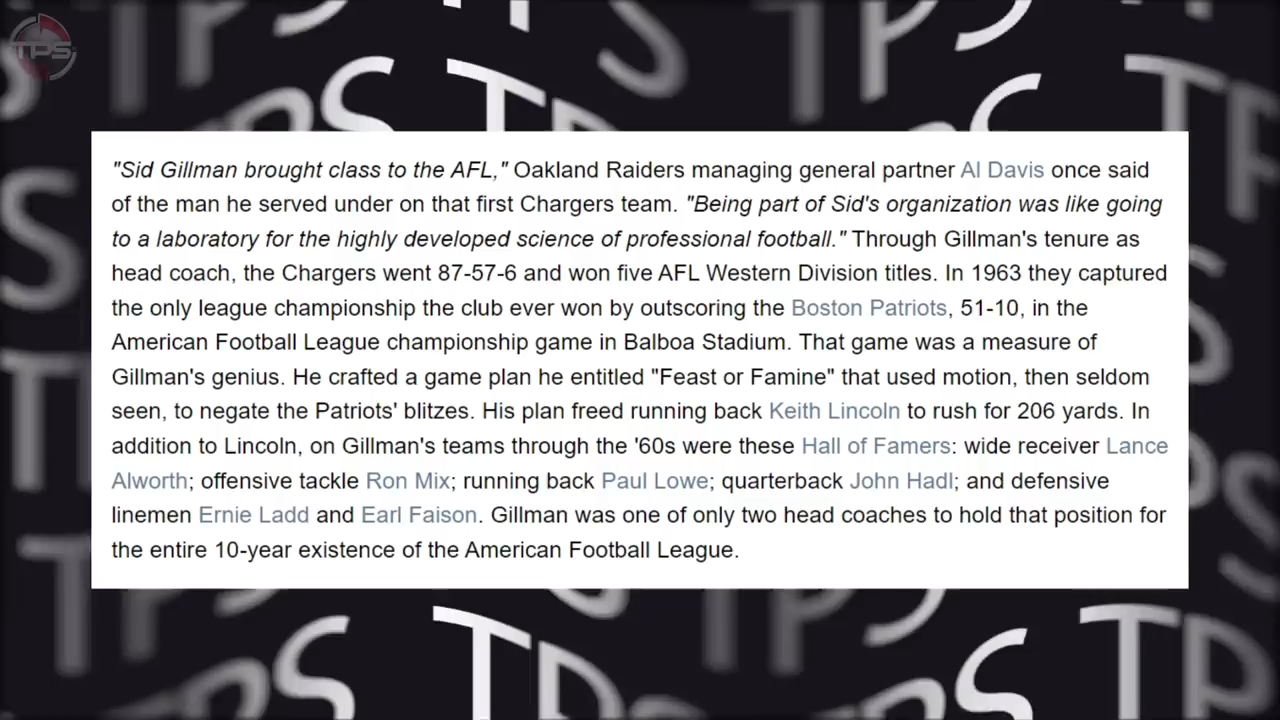 TPS
"Sid Gillman brought class to the AFL," Oakland Raiders managing general partner Al Davis once said
of the man he served under on that first Chargers team. "Being part of Sid's organization was like going
to a laboratory for the highly developed science of professional football." Through Gillman's tenure as
head coach, the Chargers went 87-57-6 and won five AFL Western Division titles. In 1963 they captured
the only league championship the club ever won by outscoring the Boston Patriots, 51-10, in the
American Football League championship game in Balboa Stadium. That game was a measure of
Gillman's genius. He crafted a game plan he entitled "Feast or Famine" that used motion, then seldom
seen, to negate the Patriots' blitzes. His plan freed running back Keith Lincoln to rush for 206 yards. In
addition to Lincoln, on Gillman's teams through the '60s were these Hall of Famers: wide receiver Lance
Alworth; offensive tackle Ron Mix; running back Paul Lowe; quarterback John Hadl; and defensive
linemen Ernie Ladd and Earl Faison. Gillman was one of only two head coaches to hold that position for
the entire 10-year existence of the American Football League.